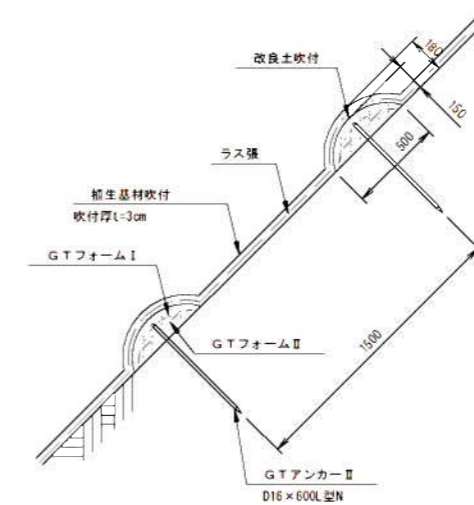 改良土吹付
180
150
500
ラス張
植生基材吹付
吹付厚t=3cm
GTフォームⅠ
GTフォームⅡ
1500
GTアンカーⅡ
D16×600L型N